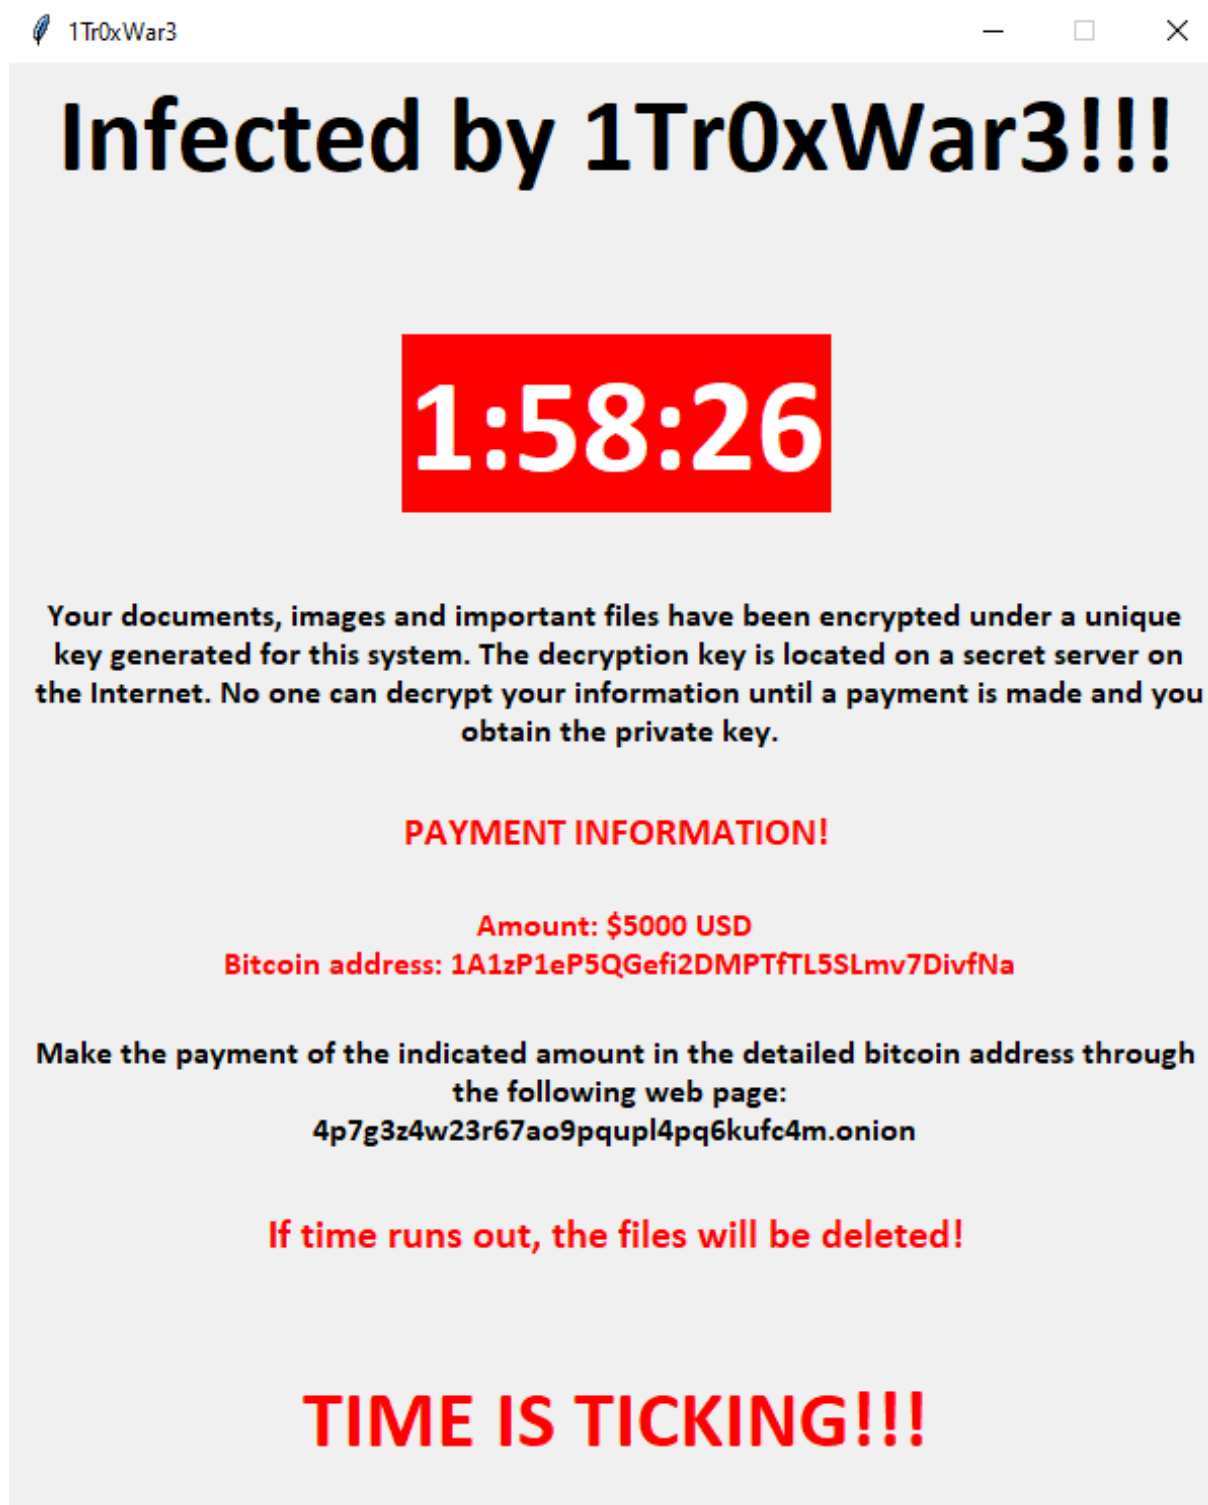 1Tr0xWar3
Infected by 1Tr0xWar3!!!
1:58:26
Your documents, images and important files have been encrypted under a unique
key generated for this system. The decryption key is located on a secret server on
the Internet. No one can decrypt your information until a payment is made and you
obtain the private key.
PAYMENT INFORMATION!
Amount: $5000 USD
Bitcoin address: 1A1zP1eP5QGefi2DMPTfTL5SLmv7DivfNa
Make the payment of the indicated amount in the detailed bitcoin address through
the following web page:
4p7g3z4w23r67ao9pqupl4pq6kufc4m.onion
If time runs out, the files will be deleted!
TIME IS TICKING!!!